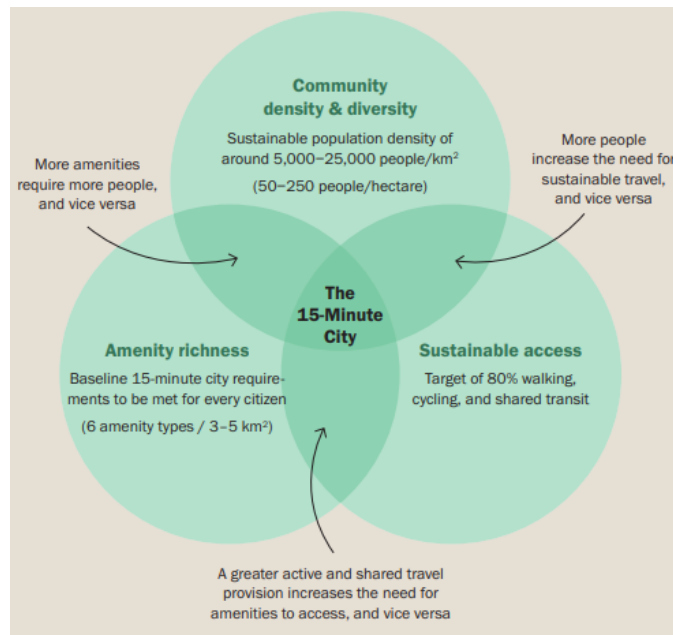 Community
density & diversity
Sustainable population density of
around 5,000–25,000 people/km²
(50–250 people/hectare)
More amenities
require more people,
and vice versa
More people
increase the need for
sustainable travel,
and vice versa
The
15-Minute
City
Amenity richness
Baseline 15-minute city require-
ments to be met for every citizen
(6 amenity types / 3–5 km²)
Sustainable access
Target of 80% walking,
cycling, and shared transit
A greater active and shared travel
provision increases the need for
amenities to access, and vice versa